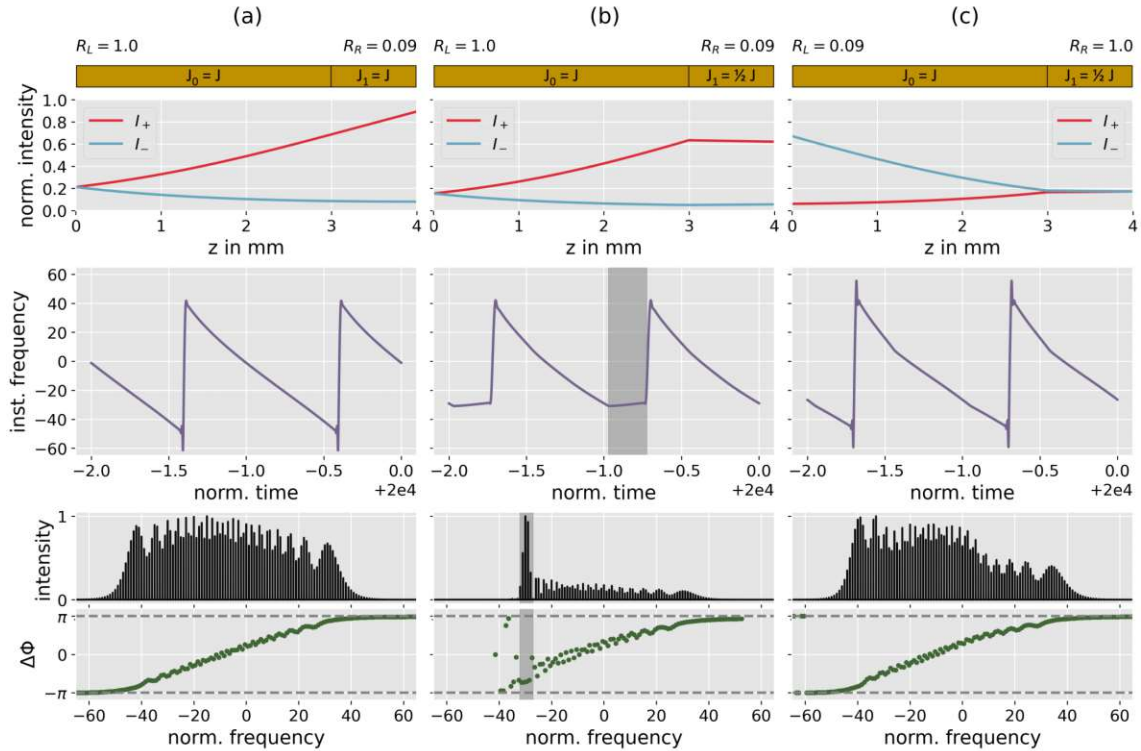 (a) (b) (c)
R_L = 1.0 R_R = 0.09 R_L = 1.0 R_R = 0.09 R_L = 0.09 R_R = 1.0
J_0 = J J_1 = J J_0 = J J_1 = ½ J J_0 = J J_1 = ½ J
norm. intensity
1.0
0.8
0.6
0.4
0.2
0.0
I_+
I_-
I_+
I_-
I_+
I_-
0 1 2 3 4 0 1 2 3 4 0 1 2 3 4
z in mm z in mm z in mm
inst. frequency
60
40
20
0
−20
−40
−60
−2.0 −1.5 −1.0 −0.5 0.0 −2.0 −1.5 −1.0 −0.5 0.0 −2.0 −1.5 −1.0 −0.5 0.0
norm. time +2e4 norm. time +2e4 norm. time +2e4
intensity
1
0
ΔΦ
π
0
−π
−60 −40 −20 0 20 40 60 −60 −40 −20 0 20 40 60 −60 −40 −20 0 20 40 60
norm. frequency norm. frequency norm. frequency